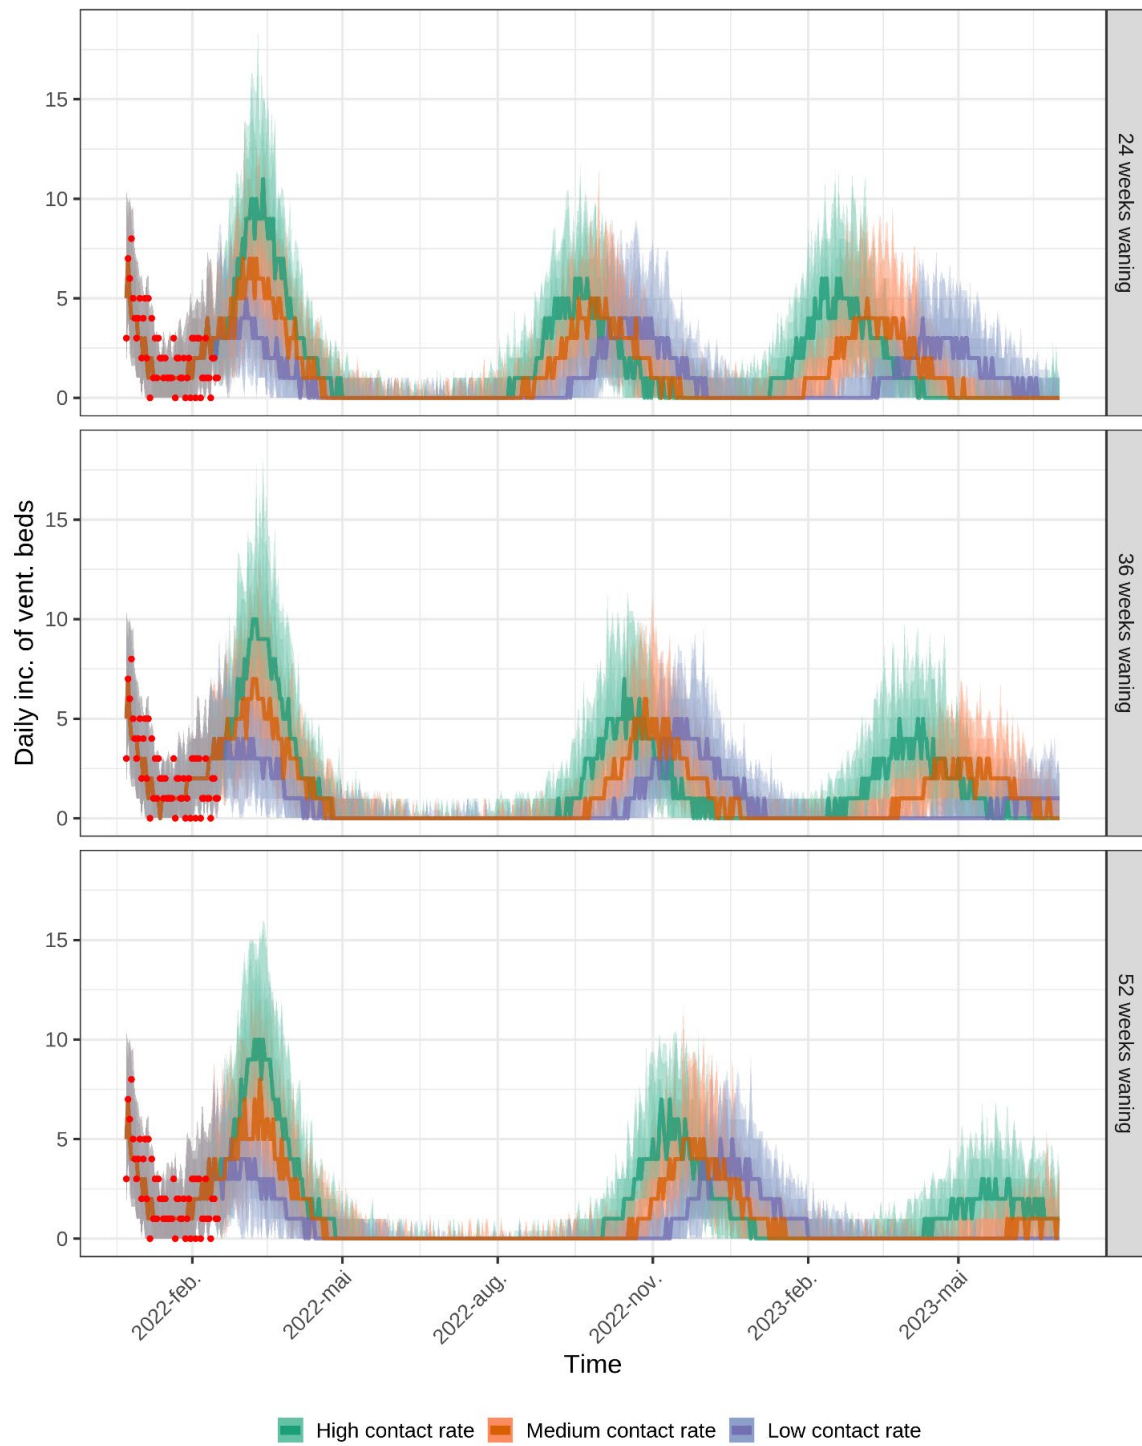 15
10
5
0
24 weeks waning
Daily inc. of vent. beds
15
10
5
0
36 weeks waning
15
10
5
0
52 weeks waning
2022-feb.
2022-mai
2022-aug.
2022-nov.
2023-feb.
2023-mai
Time
High contact rate
Medium contact rate
Low contact rate